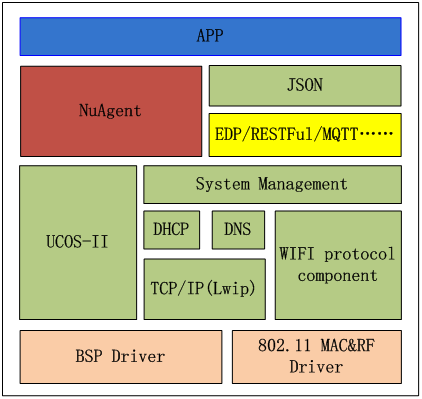 APP
NuAgent
JSON
EDP/RESTFul/MQTT……
UCOS-II
System Management
DHCP
DNS
WIFI protocol
component
TCP/IP(Lwip)
BSP Driver
802.11 MAC&RF
Driver